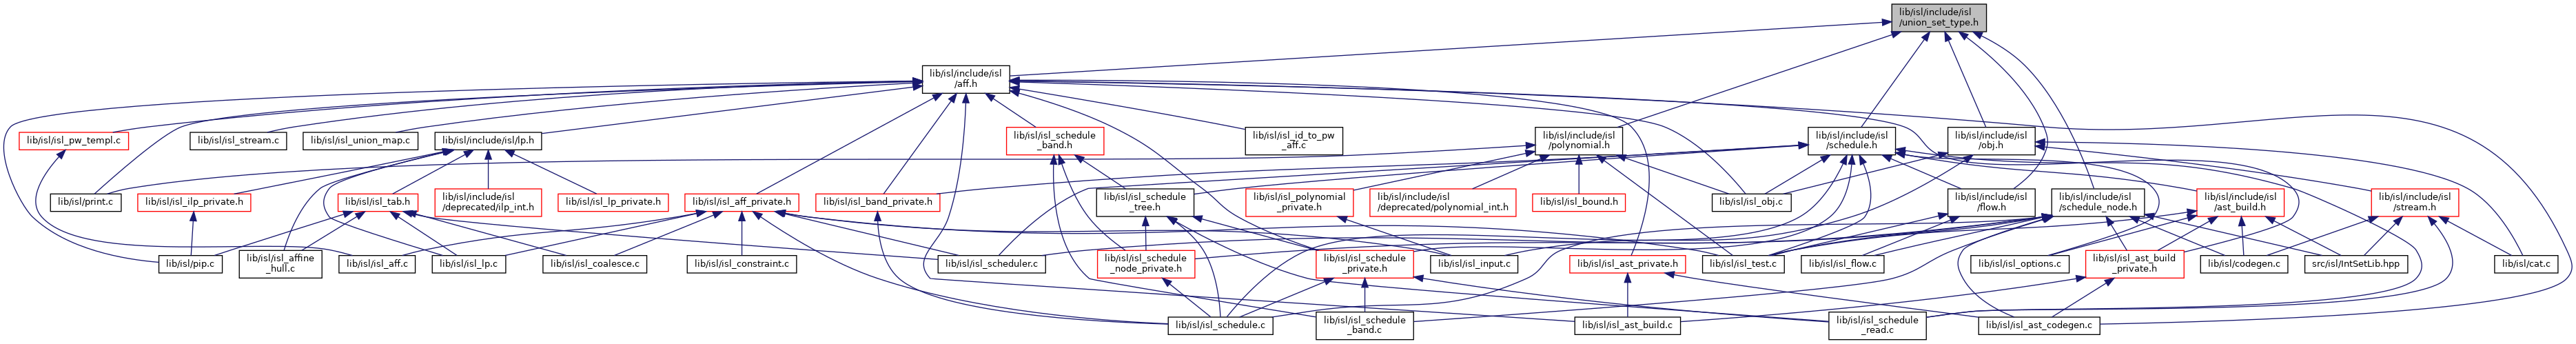 lib/isl/include/isl
/union_set_type.h
lib/isl/include/isl
/aff.h
lib/isl/isl_pw_templ.c
lib/isl/isl_stream.c
lib/isl/isl_union_map.c
lib/isl/include/isl/lp.h
lib/isl/isl_schedule
_band.h
lib/isl/isl_id_to_pw
_aff.c
lib/isl/include/isl
/polynomial.h
lib/isl/include/isl
/schedule.h
lib/isl/include/isl
/obj.h
lib/isl/print.c
lib/isl/isl_ilp_private.h
lib/isl/isl_tab.h
lib/isl/include/isl
/deprecated/ilp_int.h
lib/isl/isl_lp_private.h
lib/isl/isl_aff_private.h
lib/isl/isl_band_private.h
lib/isl/isl_schedule
_tree.h
lib/isl/isl_polynomial
_private.h
lib/isl/include/isl
/deprecated/polynomial_int.h
lib/isl/isl_bound.h
lib/isl/isl_obj.c
lib/isl/include/isl
/flow.h
lib/isl/include/isl
/schedule_node.h
lib/isl/include/isl
/ast_build.h
lib/isl/include/isl
/stream.h
lib/isl/pip.c
lib/isl/isl_affine
_hull.c
lib/isl/isl_aff.c
lib/isl/isl_lp.c
lib/isl/isl_coalesce.c
lib/isl/isl_constraint.c
lib/isl/isl_scheduler.c
lib/isl/isl_schedule
_node_private.h
lib/isl/isl_schedule
_private.h
lib/isl/isl_input.c
lib/isl/isl_ast_private.h
lib/isl/isl_test.c
lib/isl/isl_flow.c
lib/isl/isl_options.c
lib/isl/isl_ast_build
_private.h
lib/isl/codegen.c
src/isl/IntSetLib.hpp
lib/isl/cat.c
lib/isl/isl_schedule.c
lib/isl/isl_schedule
_band.c
lib/isl/isl_ast_build.c
lib/isl/isl_schedule
_read.c
lib/isl/isl_ast_codegen.c